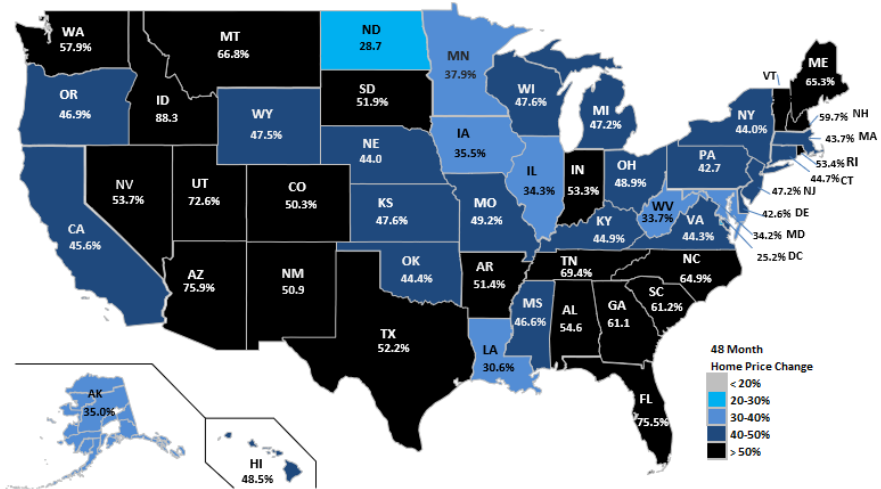 WA
57.9%
MT
66.8%
ND
28.7
MN
37.9%
ME
65.3%
VT
OR
46.9%
ID
88.3
SD
51.9%
WI
47.6%
MI
47.2%
NY
44.0%
59.7% NH
43.7% MA
WY
47.5%
IA
35.5%
NE
44.0
PA
42.7
53.4% RI
44.7% CT
NV
53.7%
UT
72.6%
CO
50.3%
IL
34.3%
IN
53.3%
OH
48.9%
47.2% NJ
KS
47.6%
MO
49.2%
WV
33.7%
VA
44.3%
42.6% DE
CA
45.6%
KY
44.9%
34.2% MD
25.2% DC
AZ
75.9%
NM
50.9
OK
44.4%
AR
51.4%
TN
69.4%
NC
64.9%
SC
61.2%
MS
46.6%
AL
54.6
GA
61.1
TX
52.2%
LA
30.6%
FL
75.5%
AK
35.0%
HI
48.5%
48 Month
Home Price Change
< 20%
20-30%
30-40%
40-50%
> 50%